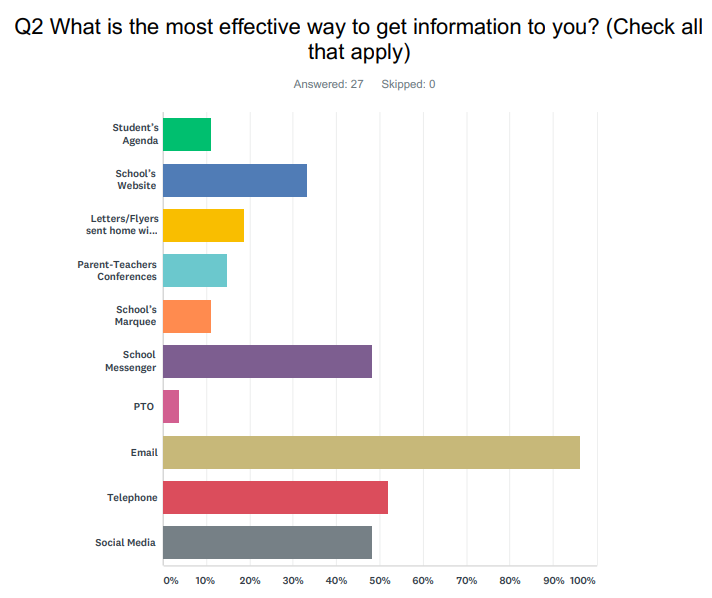 Q2 What is the most effective way to get information to you? (Check all
that apply)
Answered: 27 Skipped: 0
Student's
Agenda
School's
Website
Letters/Flyers
sent home wi...
Parent-Teachers
Conferences
School's
Marquee
School
Messenger
PTO
Email
Telephone
Social Media
0% 10% 20% 30% 40% 50% 60% 70% 80% 90% 100%